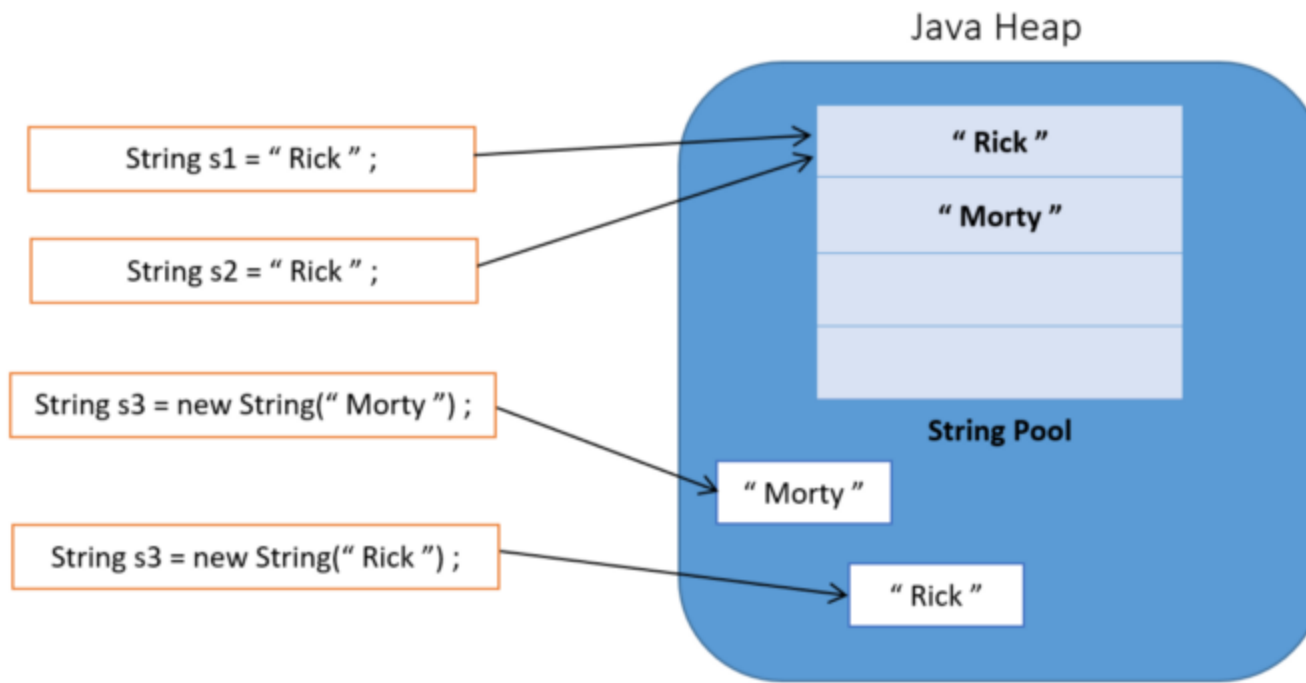 Java Heap
String s1 = “ Rick ” ;
String s2 = “ Rick ” ;
String s3 = new String(“ Morty ”) ;
String s3 = new String(“ Rick ”) ;
“ Rick ”
“ Morty ”
String Pool
“ Morty ”
“ Rick ”